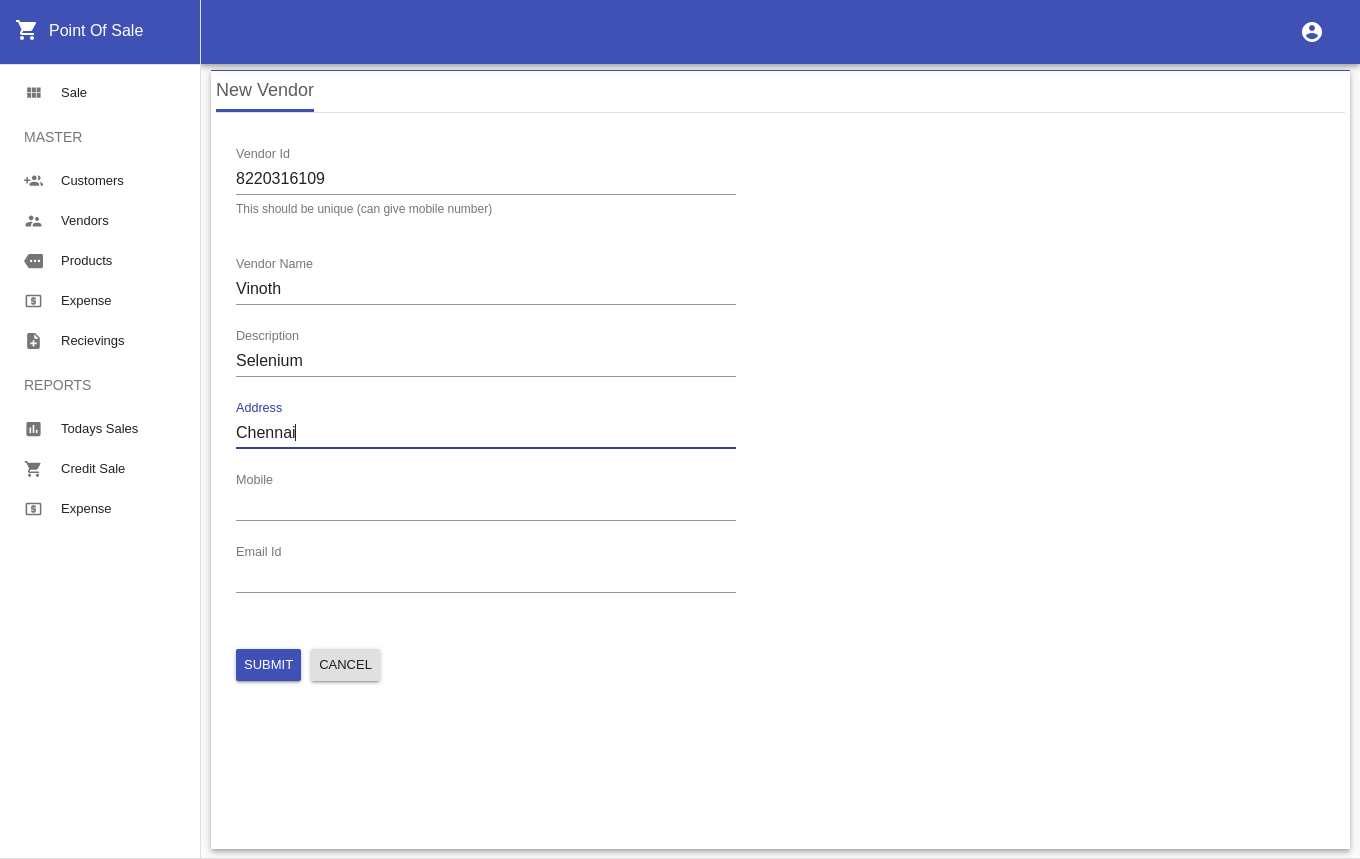 Point Of Sale
Sale
MASTER
Customers
Vendors
Products
Expense
Recievings
REPORTS
Todays Sales
Credit Sale
Expense
New Vendor
Vendor Id
8220316109
This should be unique (can give mobile number)
Vendor Name
Vinoth
Description
Selenium
Address
Chennai
Mobile
Email Id
SUBMIT CANCEL